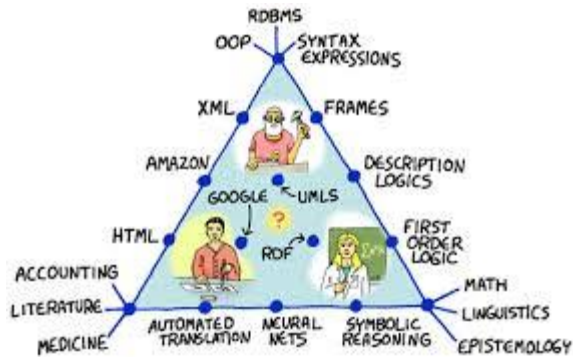 RDBMS
OOP
SYNTAX
EXPRESSIONS
XML
FRAMES
AMAZON
DESCRIPTION
LOGICS
GOOGLE
UMLS
?
HTML
RDF
FIRST
ORDER
LOGIC
ACCOUNTING
LITERATURE
MEDICINE
MATH
LINGUISTICS
EPISTEMOLOGY
AUTOMATED
TRANSLATION
NEURAL
NETS
SYMBOLIC
REASONING